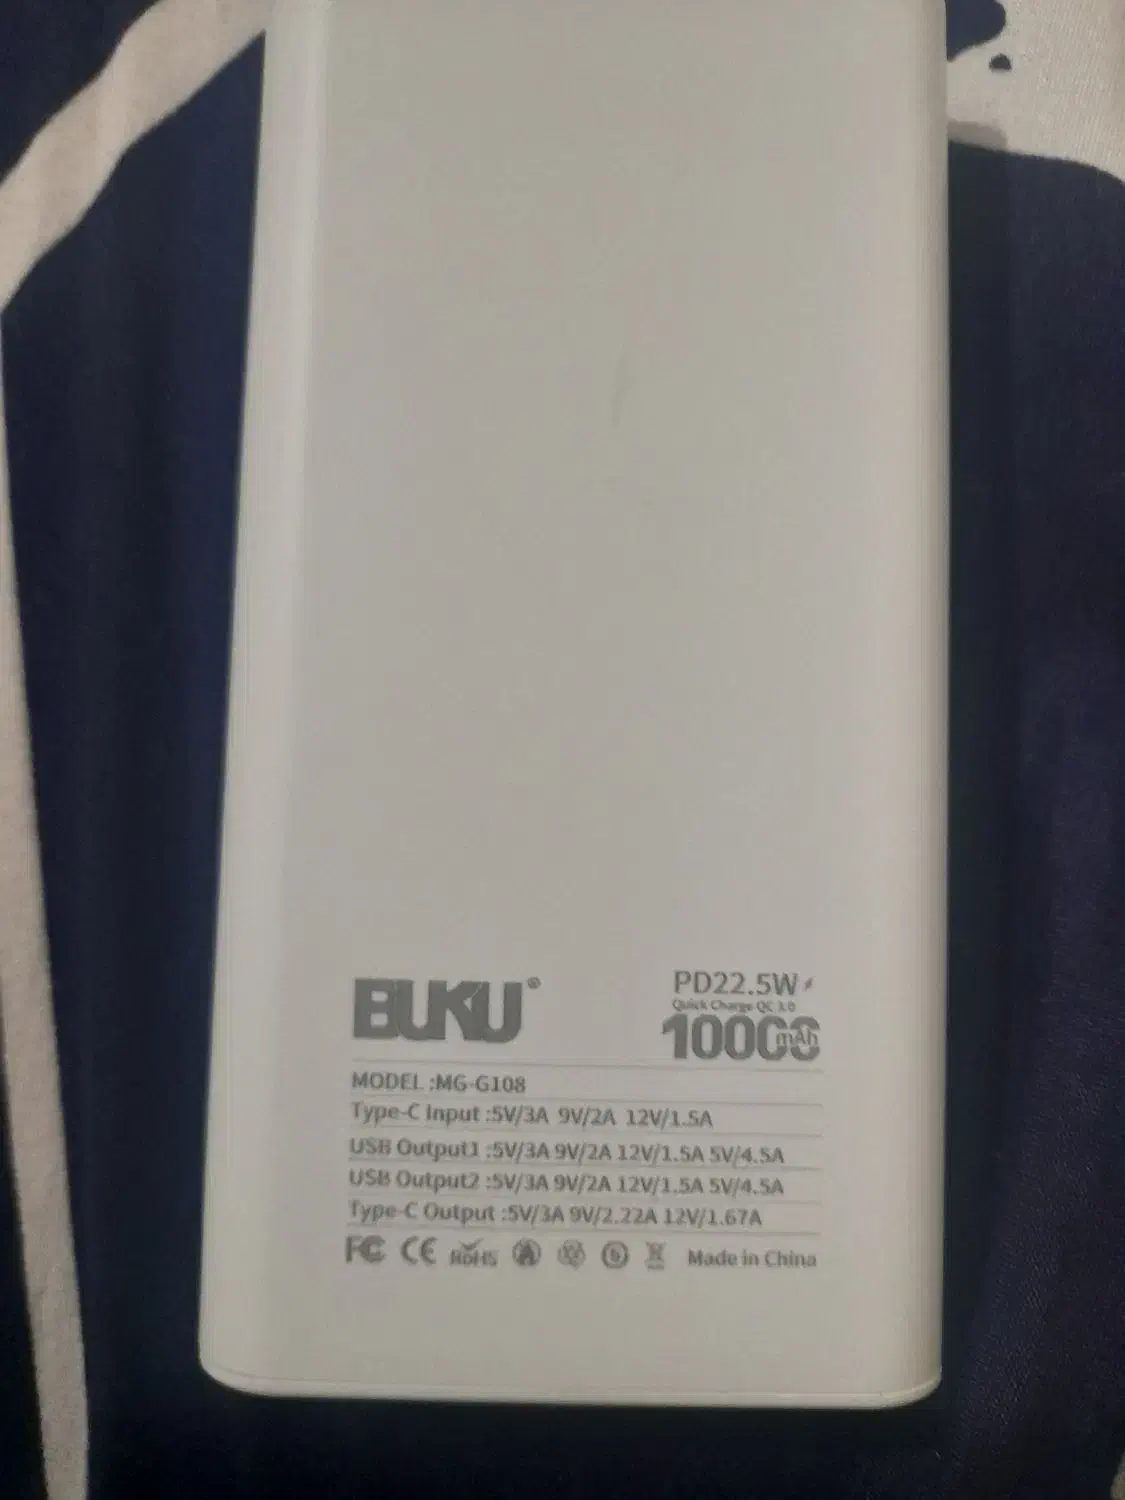 BUKU®
PD22.5W
Quick Charge QC 3.0
10000mAh
MODEL :MG-G108
Type-C Input :5V/3A 9V/2A 12V/1.5A
USB Output1 :5V/3A 9V/2A 12V/1.5A 5V/4.5A
USB Output2 :5V/3A 9V/2A 12V/1.5A 5V/4.5A
Type-C Output :5V/3A 9V/2.22A 12V/1.67A
FC CE RoHS 5 Made in China